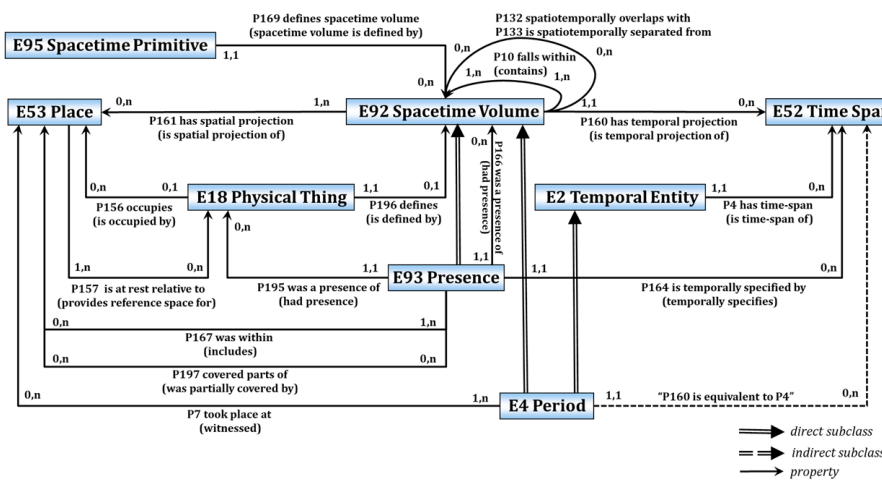 P169 defines spacetime volume
(spacetime volume is defined by)
P132 spatiotemporally overlaps with
P133 is spatiotemporally separated from
E95 Spacetime Primitive
1,1
0,n
0,n
0,n
P10 falls within
(contains)
1,n
1,n
E53 Place
0,n
1,n
E92 Spacetime Volume
1,1
0,n
E52 Time Spa
P161 has spatial projection
(is spatial projection of)
P160 has temporal projection
(is temporal projection of)
0,n
P166 was a presence of
(had presence)
0,n
0,1
E18 Physical Thing
1,1
0,1
E2 Temporal Entity
1,1
0,n
P156 occupies
(is occupied by)
P196 defines
(is defined by)
P4 has time-span
(is time-span of)
0,n
1,1
1,n
0,n
1,1
E93 Presence
1,1
0,n
P157 is at rest relative to
(provides reference space for)
P195 was a presence of
(had presence)
P164 is temporally specified by
(temporally specifies)
0,n
1,n
P167 was within
(includes)
0,n
0,n
P197 covered parts of
(was partially covered by)
0,n
1,n
E4 Period
1,1
“P160 is equivalent to P4”
0,n
P7 took place at
(witnessed)
direct subclass
indirect subclass
property